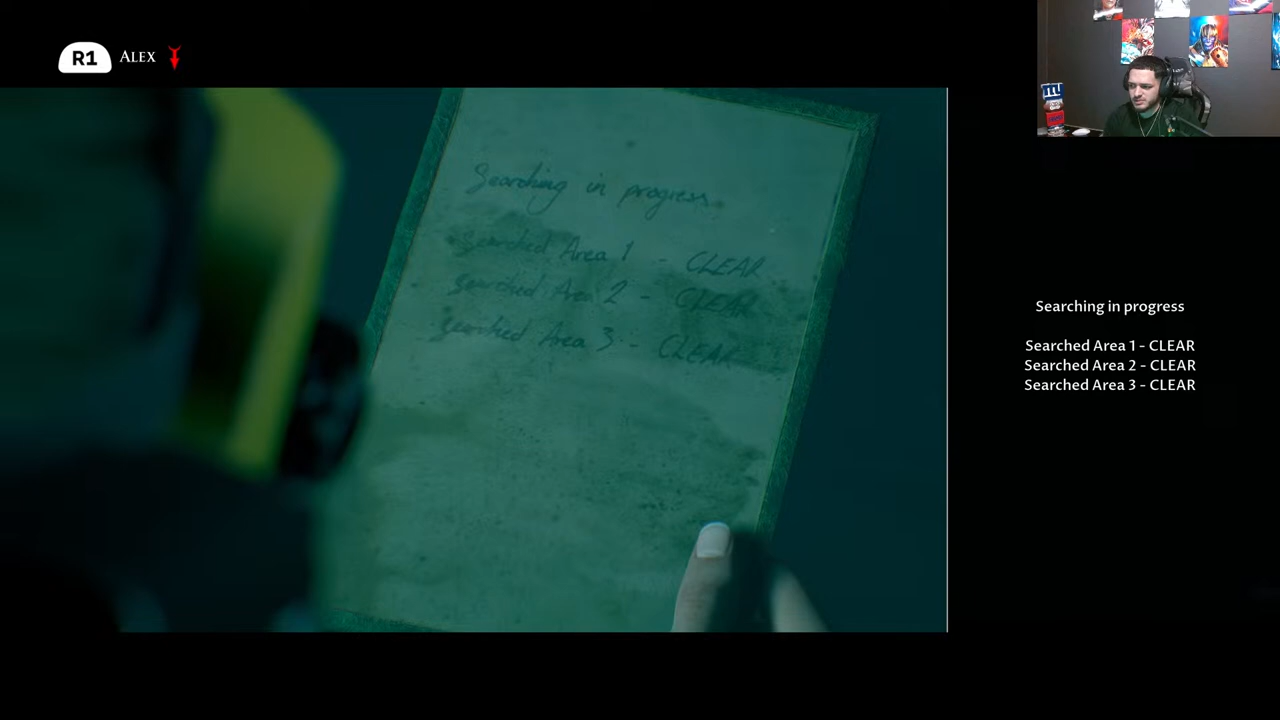 R1 ALEX
Searching in progress
Searched Area 1 - CLEAR
Searched Area 2 - CLEAR
Searched Area 3 - CLEAR
Searching in progress
Searched Area 1 - CLEAR
Searched Area 2 - CLEAR
Searched Area 3 - CLEAR